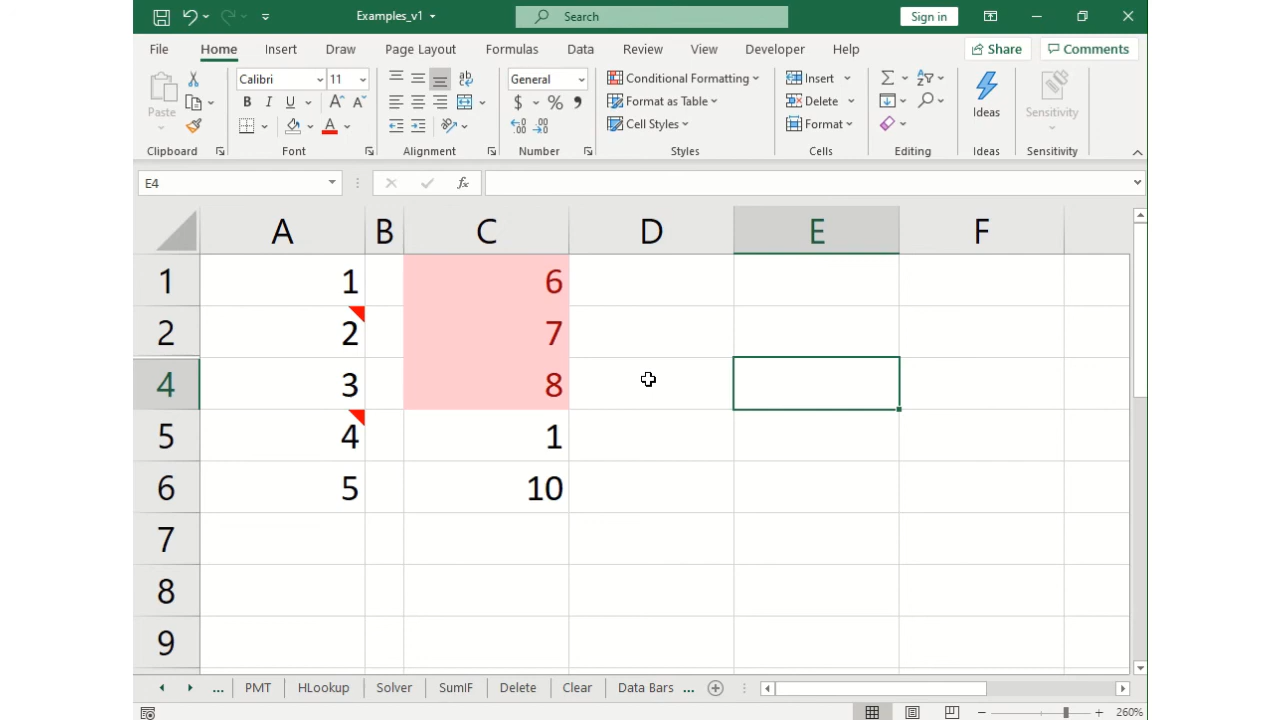 Examples_v1
Search
Sign in
File Home Insert Draw Page Layout Formulas Data Review View Developer Help Share Comments
Calibri 11 General Conditional Formatting Insert
Paste B I U A A ab $ % Format as Table Delete Ideas Sensitivity
A Cell Styles Format
Clipboard Font Alignment Number Styles Cells Editing Ideas Sensitivity
E4 fx
A B C D E F
1 1 6
2 2 7
4 3 8
5 4 1
6 5 10
7
8
9
... PMT HLookup Solver SumIF Delete Clear Data Bars ...
260%